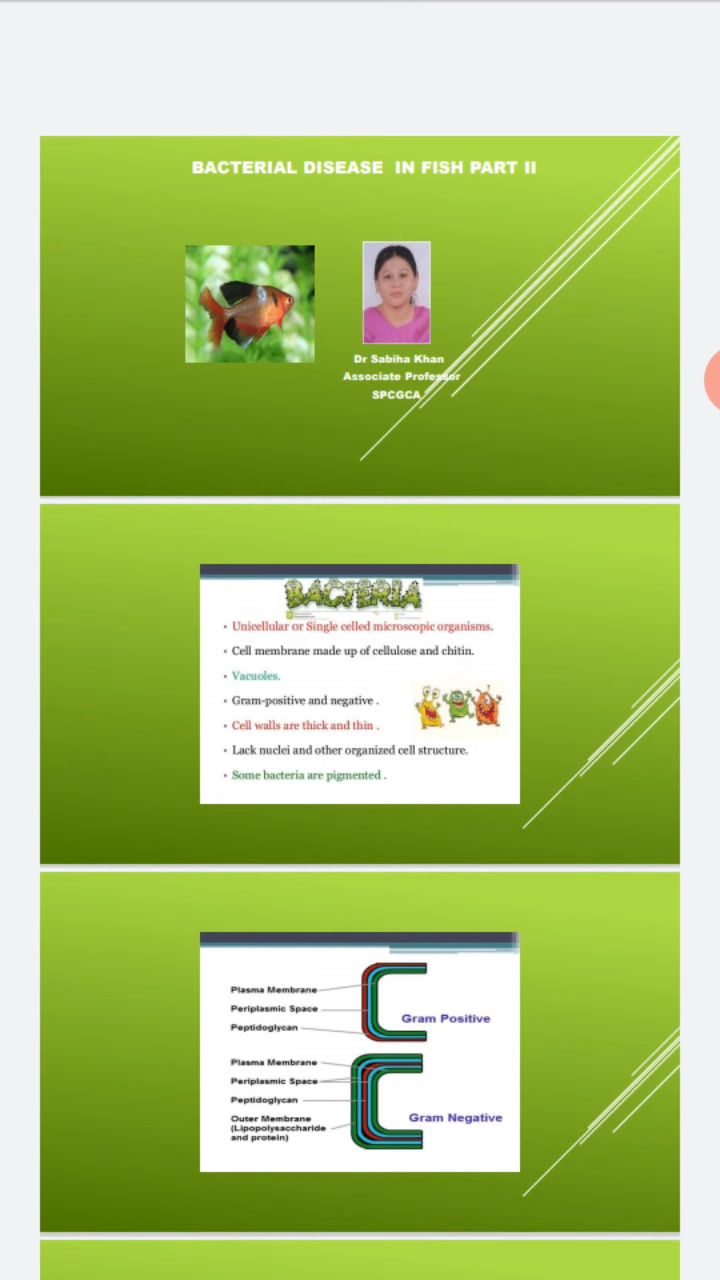 BACTERIAL DISEASE IN FISH PART II
Dr Sabiha Khan
Associate Professor
SPCGCA
BACTERIA
• Unicellular or Single celled microscopic organisms.
• Cell membrane made up of cellulose and chitin.
• Vacuoles.
• Gram-positive and negative .
• Cell walls are thick and thin .
• Lack nuclei and other organized cell structure.
• Some bacteria are pigmented .
Plasma Membrane
Periplasmic Space
Peptidoglycan
Gram Positive
Plasma Membrane
Periplasmic Space
Peptidoglycan
Outer Membrane
(Lipopolysaccharide
and protein)
Gram Negative